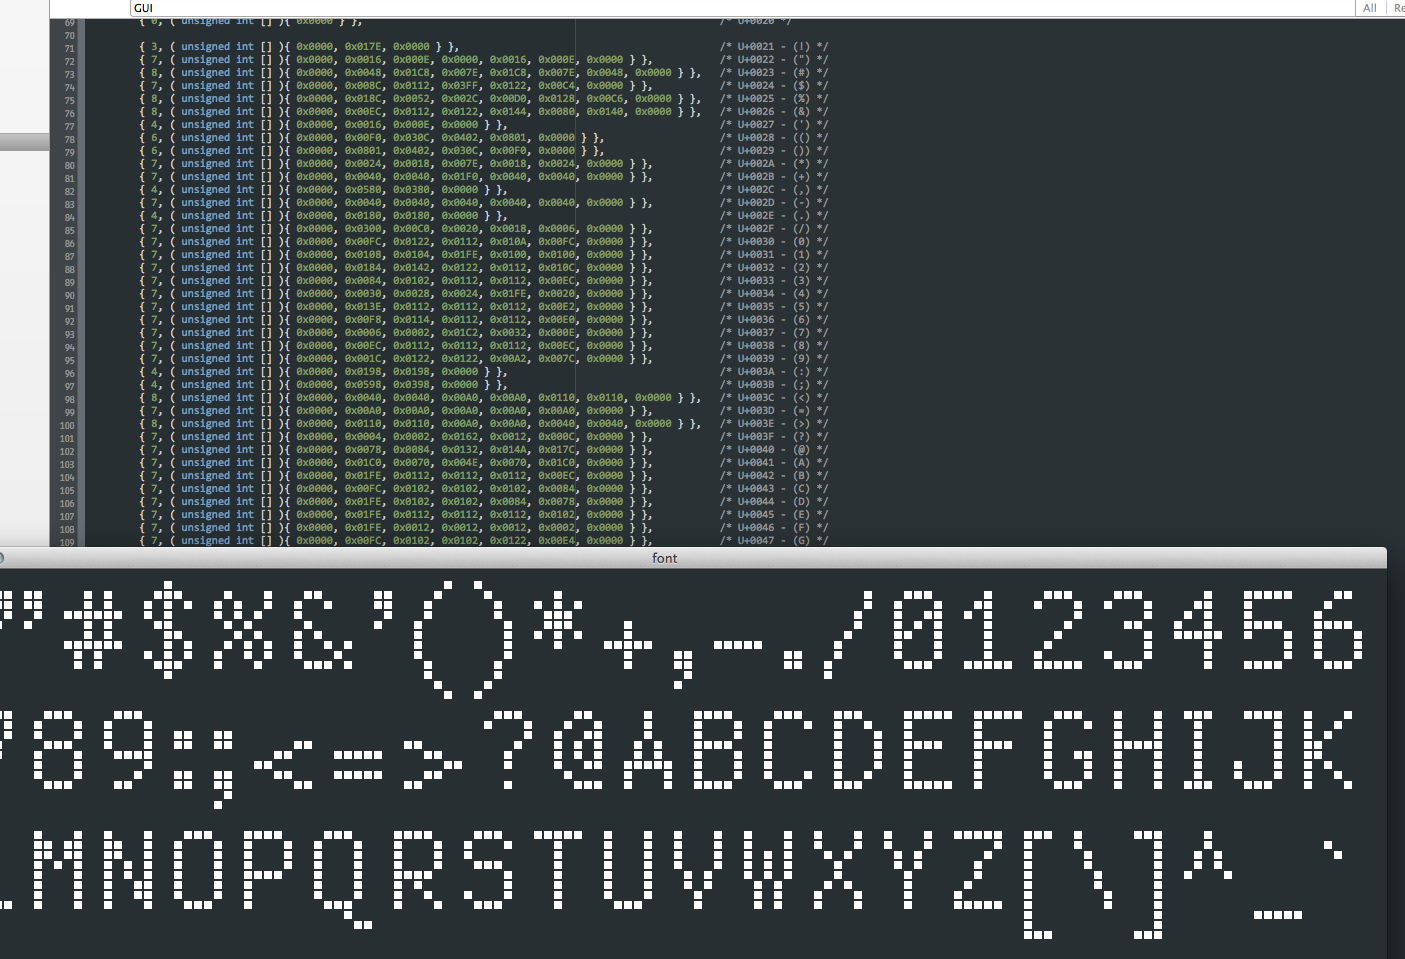 GUI
All Re
69 { 0, ( unsigned int [] ){ 0x0000 } }, /* U+0020 */
70
71 { 3, ( unsigned int [] ){ 0x0000, 0x017E, 0x0000 } }, /* U+0021 - (!) */
72 { 7, ( unsigned int [] ){ 0x0000, 0x0016, 0x000E, 0x0000, 0x0016, 0x000E, 0x0000 } }, /* U+0022 - (") */
73 { 8, ( unsigned int [] ){ 0x0000, 0x0048, 0x01C8, 0x007E, 0x01C8, 0x007E, 0x0048, 0x0000 } }, /* U+0023 - (#) */
74 { 7, ( unsigned int [] ){ 0x0000, 0x008C, 0x0112, 0x03FF, 0x0122, 0x00C4, 0x0000 } }, /* U+0024 - ($) */
75 { 8, ( unsigned int [] ){ 0x0000, 0x018C, 0x0052, 0x002C, 0x00D0, 0x0128, 0x00C6, 0x0000 } }, /* U+0025 - (%) */
76 { 8, ( unsigned int [] ){ 0x0000, 0x00EC, 0x0112, 0x0122, 0x0144, 0x0080, 0x0140, 0x0000 } }, /* U+0026 - (&) */
77 { 4, ( unsigned int [] ){ 0x0000, 0x0016, 0x000E, 0x0000 } }, /* U+0027 - (') */
78 { 6, ( unsigned int [] ){ 0x0000, 0x00F0, 0x030C, 0x0402, 0x0801, 0x0000 } }, /* U+0028 - (() */
79 { 6, ( unsigned int [] ){ 0x0000, 0x0801, 0x0402, 0x030C, 0x00F0, 0x0000 } }, /* U+0029 - ()) */
80 { 7, ( unsigned int [] ){ 0x0000, 0x0024, 0x0018, 0x007E, 0x0018, 0x0024, 0x0000 } }, /* U+002A - (*) */
81 { 7, ( unsigned int [] ){ 0x0000, 0x0040, 0x0040, 0x01F0, 0x0040, 0x0040, 0x0000 } }, /* U+002B - (+) */
82 { 4, ( unsigned int [] ){ 0x0000, 0x0580, 0x0380, 0x0000 } }, /* U+002C - (,) */
83 { 7, ( unsigned int [] ){ 0x0000, 0x0040, 0x0040, 0x0040, 0x0040, 0x0040, 0x0000 } }, /* U+002D - (-) */
84 { 4, ( unsigned int [] ){ 0x0000, 0x0180, 0x0180, 0x0000 } }, /* U+002E - (.) */
85 { 7, ( unsigned int [] ){ 0x0000, 0x0300, 0x00C0, 0x0020, 0x0018, 0x0006, 0x0000 } }, /* U+002F - (/) */
86 { 7, ( unsigned int [] ){ 0x0000, 0x00FC, 0x0122, 0x0112, 0x010A, 0x00FC, 0x0000 } }, /* U+0030 - (0) */
87 { 7, ( unsigned int [] ){ 0x0000, 0x0108, 0x0104, 0x01FE, 0x0100, 0x0100, 0x0000 } }, /* U+0031 - (1) */
88 { 7, ( unsigned int [] ){ 0x0000, 0x0184, 0x0142, 0x0122, 0x0112, 0x010C, 0x0000 } }, /* U+0032 - (2) */
89 { 7, ( unsigned int [] ){ 0x0000, 0x0084, 0x0102, 0x0112, 0x0112, 0x00EC, 0x0000 } }, /* U+0033 - (3) */
90 { 7, ( unsigned int [] ){ 0x0000, 0x0030, 0x0028, 0x0024, 0x01FE, 0x0020, 0x0000 } }, /* U+0034 - (4) */
91 { 7, ( unsigned int [] ){ 0x0000, 0x013E, 0x0112, 0x0112, 0x0112, 0x00E2, 0x0000 } }, /* U+0035 - (5) */
92 { 7, ( unsigned int [] ){ 0x0000, 0x00F8, 0x0114, 0x0112, 0x0112, 0x00E0, 0x0000 } }, /* U+0036 - (6) */
93 { 7, ( unsigned int [] ){ 0x0000, 0x0006, 0x0002, 0x01C2, 0x0032, 0x000E, 0x0000 } }, /* U+0037 - (7) */
94 { 7, ( unsigned int [] ){ 0x0000, 0x00EC, 0x0112, 0x0112, 0x0112, 0x00EC, 0x0000 } }, /* U+0038 - (8) */
95 { 7, ( unsigned int [] ){ 0x0000, 0x001C, 0x0122, 0x0122, 0x00A2, 0x007C, 0x0000 } }, /* U+0039 - (9) */
96 { 4, ( unsigned int [] ){ 0x0000, 0x0198, 0x0198, 0x0000 } }, /* U+003A - (:) */
97 { 4, ( unsigned int [] ){ 0x0000, 0x0598, 0x0398, 0x0000 } }, /* U+003B - (;) */
98 { 8, ( unsigned int [] ){ 0x0000, 0x0040, 0x0040, 0x00A0, 0x00A0, 0x0110, 0x0110, 0x0000 } }, /* U+003C - (<) */
99 { 7, ( unsigned int [] ){ 0x0000, 0x00A0, 0x00A0, 0x00A0, 0x00A0, 0x00A0, 0x0000 } }, /* U+003D - (=) */
100 { 8, ( unsigned int [] ){ 0x0000, 0x0110, 0x0110, 0x00A0, 0x00A0, 0x0040, 0x0040, 0x0000 } }, /* U+003E - (>) */
101 { 7, ( unsigned int [] ){ 0x0000, 0x0004, 0x0002, 0x0162, 0x0012, 0x000C, 0x0000 } }, /* U+003F - (?) */
102 { 7, ( unsigned int [] ){ 0x0000, 0x0078, 0x0084, 0x0132, 0x014A, 0x017C, 0x0000 } }, /* U+0040 - (@) */
103 { 7, ( unsigned int [] ){ 0x0000, 0x01C0, 0x0070, 0x004E, 0x0070, 0x01C0, 0x0000 } }, /* U+0041 - (A) */
104 { 7, ( unsigned int [] ){ 0x0000, 0x01FE, 0x0112, 0x0112, 0x0112, 0x00EC, 0x0000 } }, /* U+0042 - (B) */
105 { 7, ( unsigned int [] ){ 0x0000, 0x00FC, 0x0102, 0x0102, 0x0102, 0x0084, 0x0000 } }, /* U+0043 - (C) */
106 { 7, ( unsigned int [] ){ 0x0000, 0x01FE, 0x0102, 0x0102, 0x0084, 0x0078, 0x0000 } }, /* U+0044 - (D) */
107 { 7, ( unsigned int [] ){ 0x0000, 0x01FE, 0x0112, 0x0112, 0x0112, 0x0102, 0x0000 } }, /* U+0045 - (E) */
108 { 7, ( unsigned int [] ){ 0x0000, 0x01FE, 0x0012, 0x0012, 0x0012, 0x0002, 0x0000 } }, /* U+0046 - (F) */
109 { 7, ( unsigned int [] ){ 0x0000, 0x00FC, 0x0102, 0x0102, 0x0122, 0x00E4, 0x0000 } }, /* U+0047 - (G) */
font
"#$%&'()*+,-./0123456
89:;<=>?@ABCDEFGHIJK
MNOPQRSTUVWXYZ[\]^_`